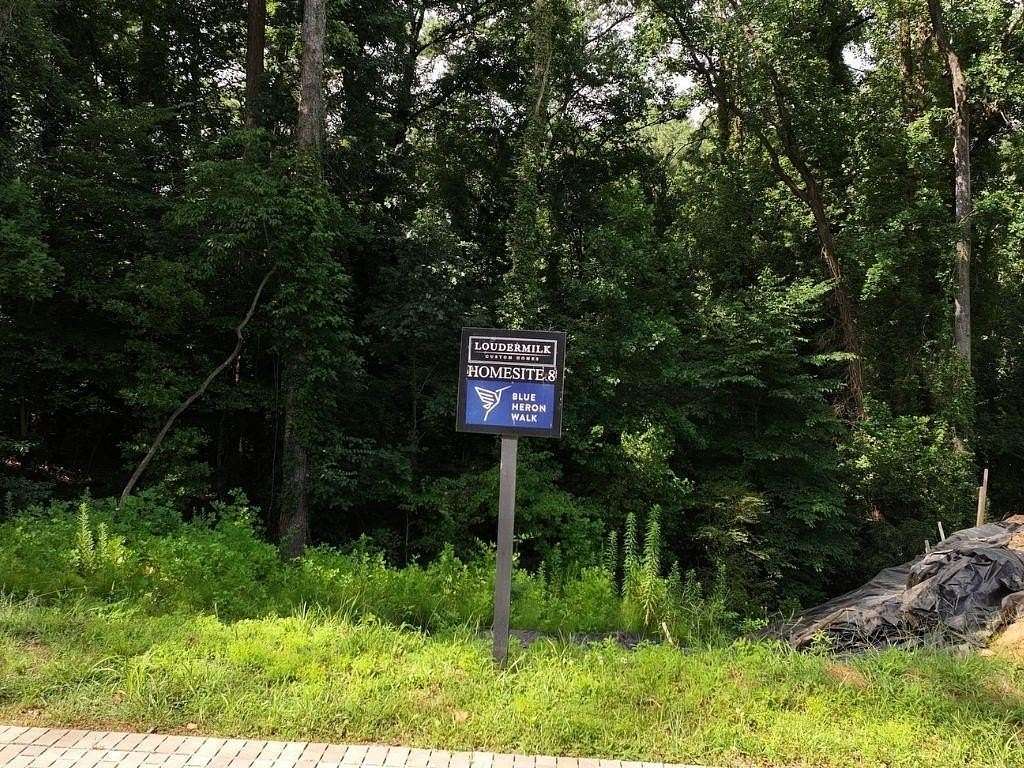 LOUDERMILK
CUSTOM HOMES
HOMESITE 8
BLUE
HERON
WALK